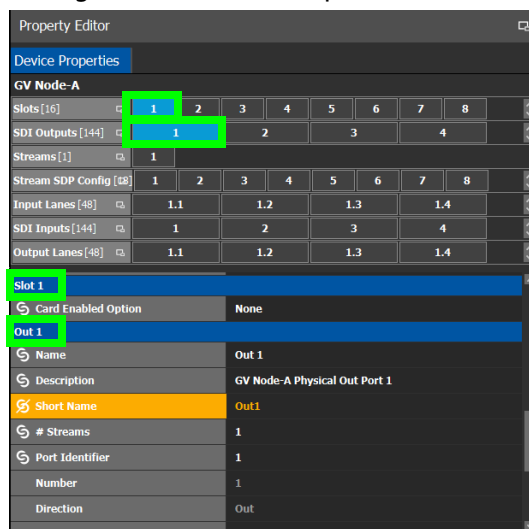 Property Editor
Device Properties
GV Node-A
Slots [16] 1 2 3 4 5 6 7 8
SDI Outputs [144] 1 2 3 4
Streams [1] 1
Stream SDP Config 1 2 3 4 5 6 7 8
Input Lanes [48] 1.1 1.2 1.3 1.4
SDI Inputs [144] 1 2 3 4
Output Lanes [48] 1.1 1.2 1.3 1.4
Slot 1
Card Enabled Option None
Out 1
Name Out 1
Description GV Node-A Physical Out Port 1
Short Name Out1
# Streams 1
Port Identifier 1
Number 1
Direction Out